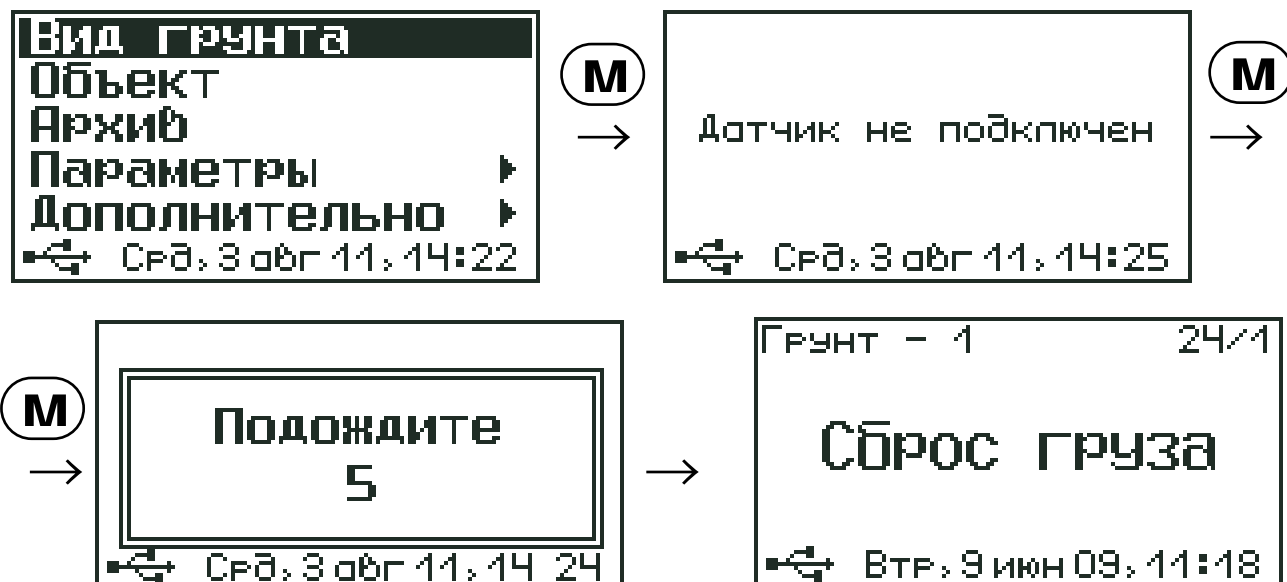 Вид грунта
Объект
Архив
Параметры
Дополнительно
Срд, 3 авг 11, 14:22
М
Датчик не подключен
Срд, 3 авг 11, 14:25
М
М
Подождите
5
Срд, 3 авг 11, 14 24
Грунт - 1 24/1
Сброс груза
Втр, 9 июн 09, 11:18